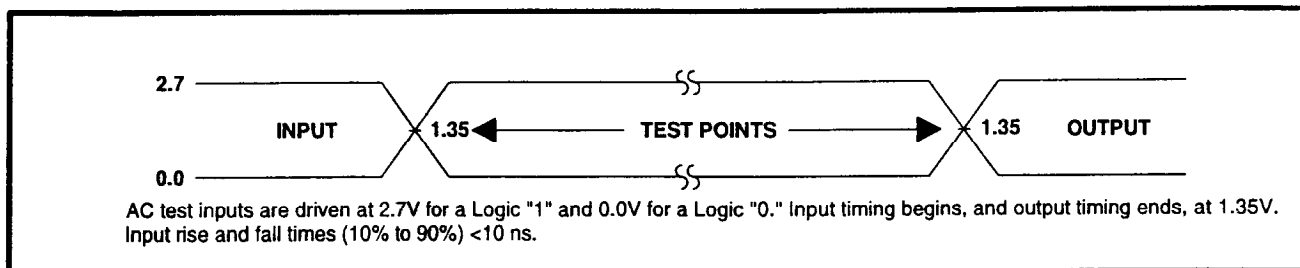 2.7
INPUT 1.35 TEST POINTS 1.35 OUTPUT
0.0
AC test inputs are driven at 2.7V for a Logic "1" and 0.0V for a Logic "0." Input timing begins, and output timing ends, at 1.35V.
Input rise and fall times (10% to 90%) <10 ns.